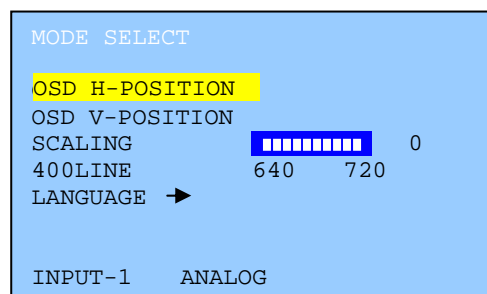 MODE SELECT
OSD H-POSITION
OSD V-POSITION
SCALING 0
400LINE 640 720
LANGUAGE →
INPUT-1 ANALOG